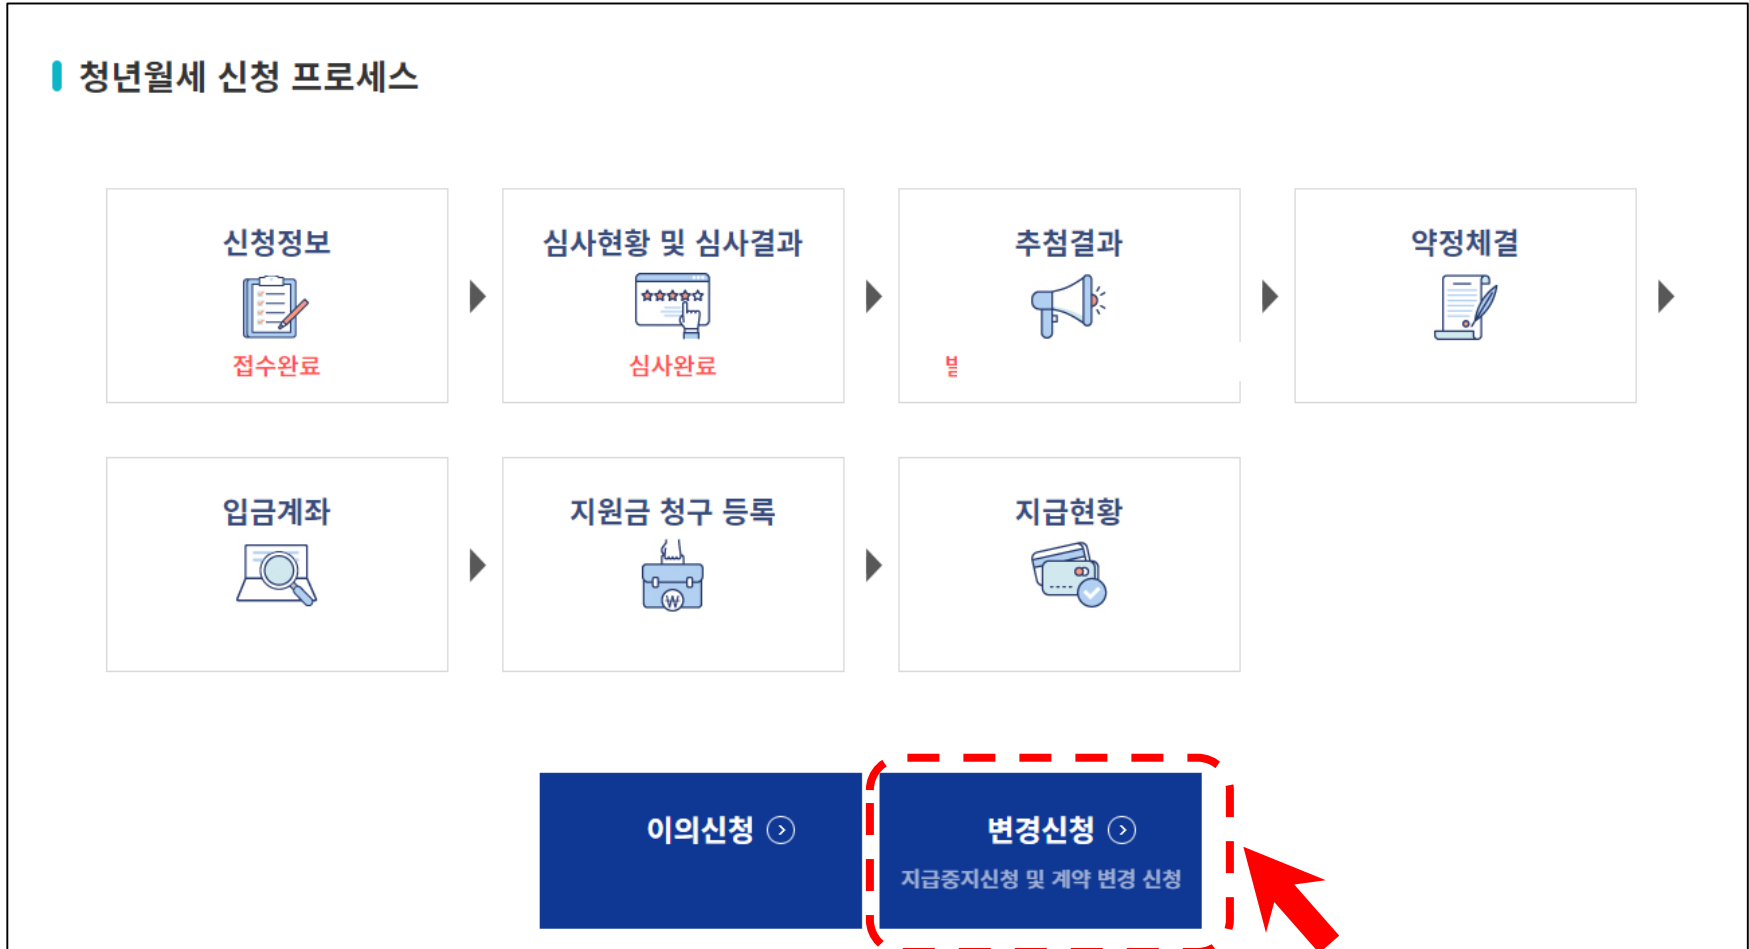 청년월세 신청 프로세스
신청정보
접수완료
심사현황 및 심사결과
심사완료
추첨결과
약정체결
입금계좌
지원금 청구 등록
₩
지급현황
이의신청
변경신청
지급중지신청 및 계약 변경 신청